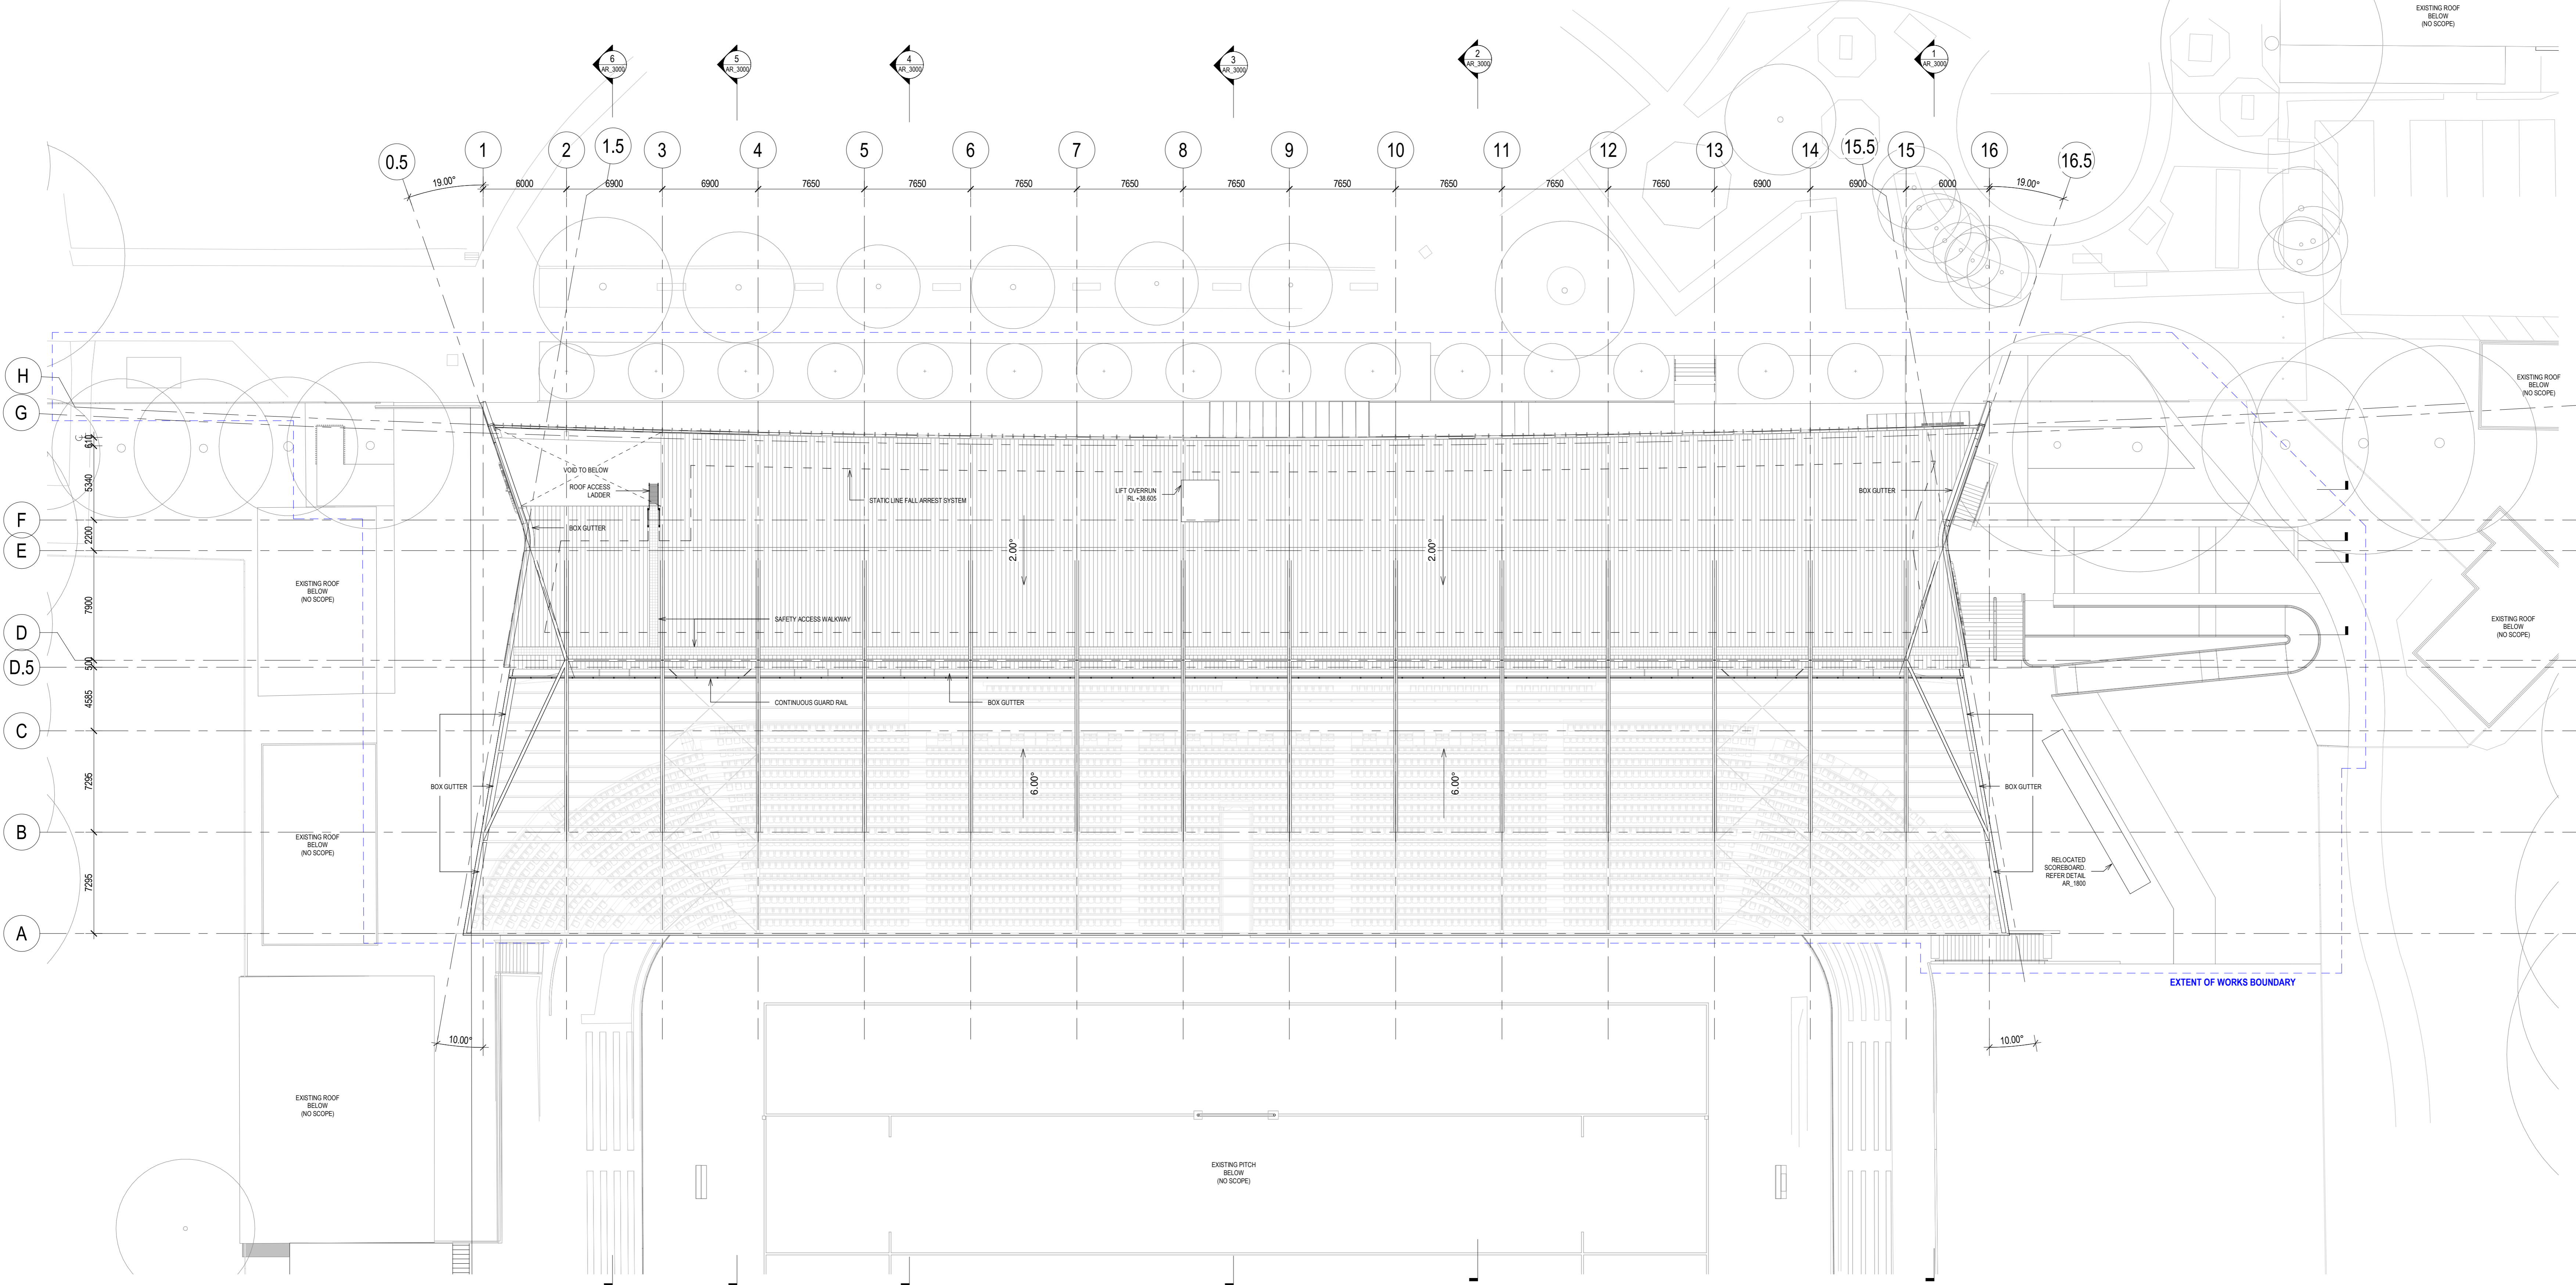 EXISTING ROOF
BELOW
(NO SCOPE)
6
AR_3000
5
AR_3000
4
AR_3000
3
AR_3000
2
AR_3000
1
AR_3000
0.5
1
2
1.5
3
4
5
6
7
8
9
10
11
12
13
14
15.5
15
16
16.5
19.00°
6000
6900
6900
7650
7650
7650
7650
7650
7650
7650
7650
7650
6900
6900
6000
19.00°
H
G
610
5340
F
2200
E
7900
D
500
D.5
4585
C
7295
B
7295
A
EXISTING ROOF
BELOW
(NO SCOPE)
VOID TO BELOW
ROOF ACCESS
LADDER
STATIC LINE FALL ARREST SYSTEM
LIFT OVERRUN
RL +38.605
BOX GUTTER
BOX GUTTER
2.00°
2.00°
EXISTING ROOF
BELOW
(NO SCOPE)
SAFETY ACCESS WALKWAY
EXISTING ROOF
BELOW
(NO SCOPE)
CONTINUOUS GUARD RAIL
BOX GUTTER
6.00°
6.00°
BOX GUTTER
BOX GUTTER
EXISTING ROOF
BELOW
(NO SCOPE)
RELOCATED
SCOREBOARD.
REFER DETAIL
AR_1800
EXTENT OF WORKS BOUNDARY
10.00°
10.00°
EXISTING ROOF
BELOW
(NO SCOPE)
EXISTING PITCH
BELOW
(NO SCOPE)